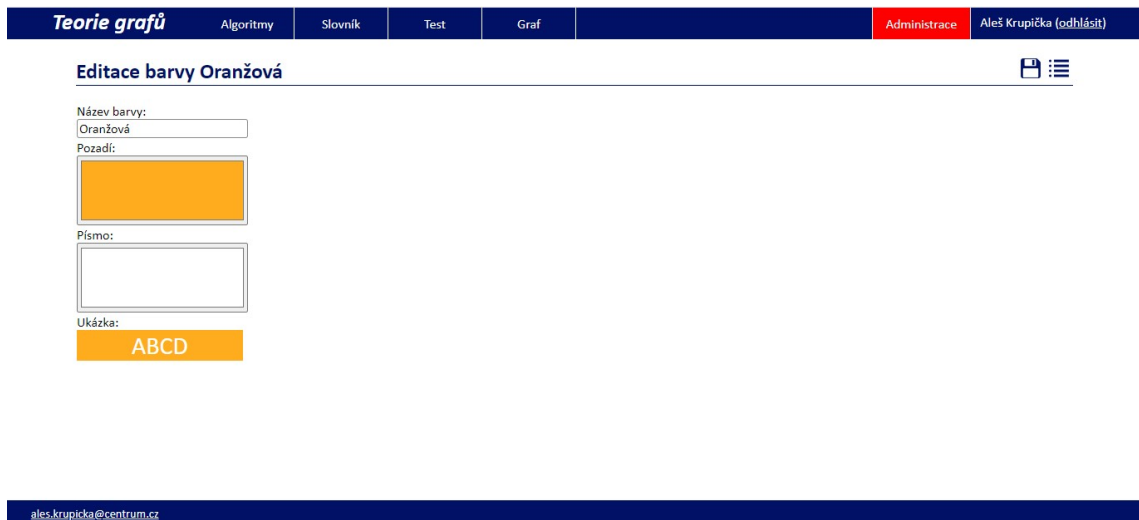 Teorie grafů Algoritmy Slovník Test Graf Administrace Aleš Krupička (odhlásit)
Editace barvy Oranžová
Název barvy:
Oranžová
Pozadí:
Písmo:
Ukázka:
ABCD
ales.krupicka@centrum.cz